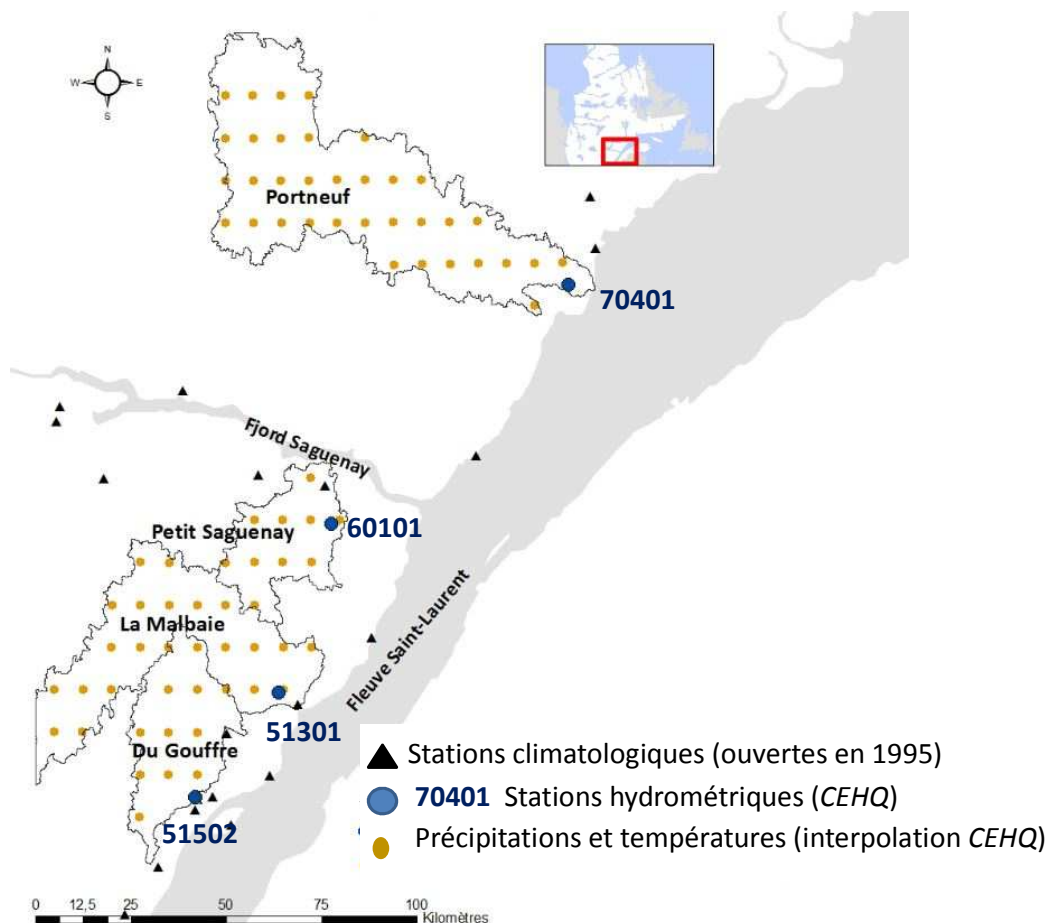 N
W
E
S
Portneuf
70401
Fjord Saguenay
Petit Saguenay
60101
La Malbaie
Fleuve Saint-Laurent
51301
Du Gouffre
51502
Stations climatologiques (ouvertes en 1995)
70401 Stations hydrométriques (CEHQ)
Précipitations et températures (interpolation CEHQ)
0 12,5 25 50 75 100
Kilomètres